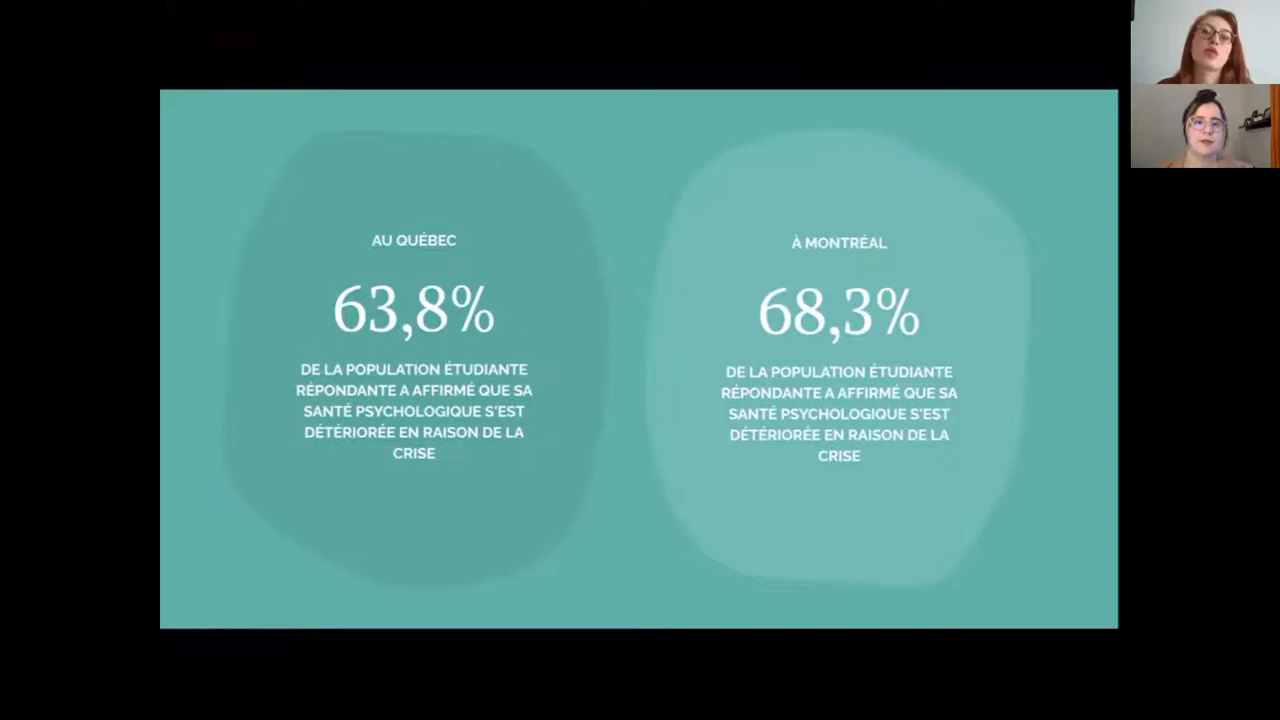 AU QUÉBEC
63,8%
DE LA POPULATION ÉTUDIANTE
RÉPONDANTE A AFFIRMÉ QUE SA
SANTÉ PSYCHOLOGIQUE S'EST
DÉTÉRIORÉE EN RAISON DE LA
CRISE
À MONTRÉAL
68,3%
DE LA POPULATION ÉTUDIANTE
RÉPONDANTE A AFFIRMÉ QUE SA
SANTÉ PSYCHOLOGIQUE S'EST
DÉTÉRIORÉE EN RAISON DE LA
CRISE